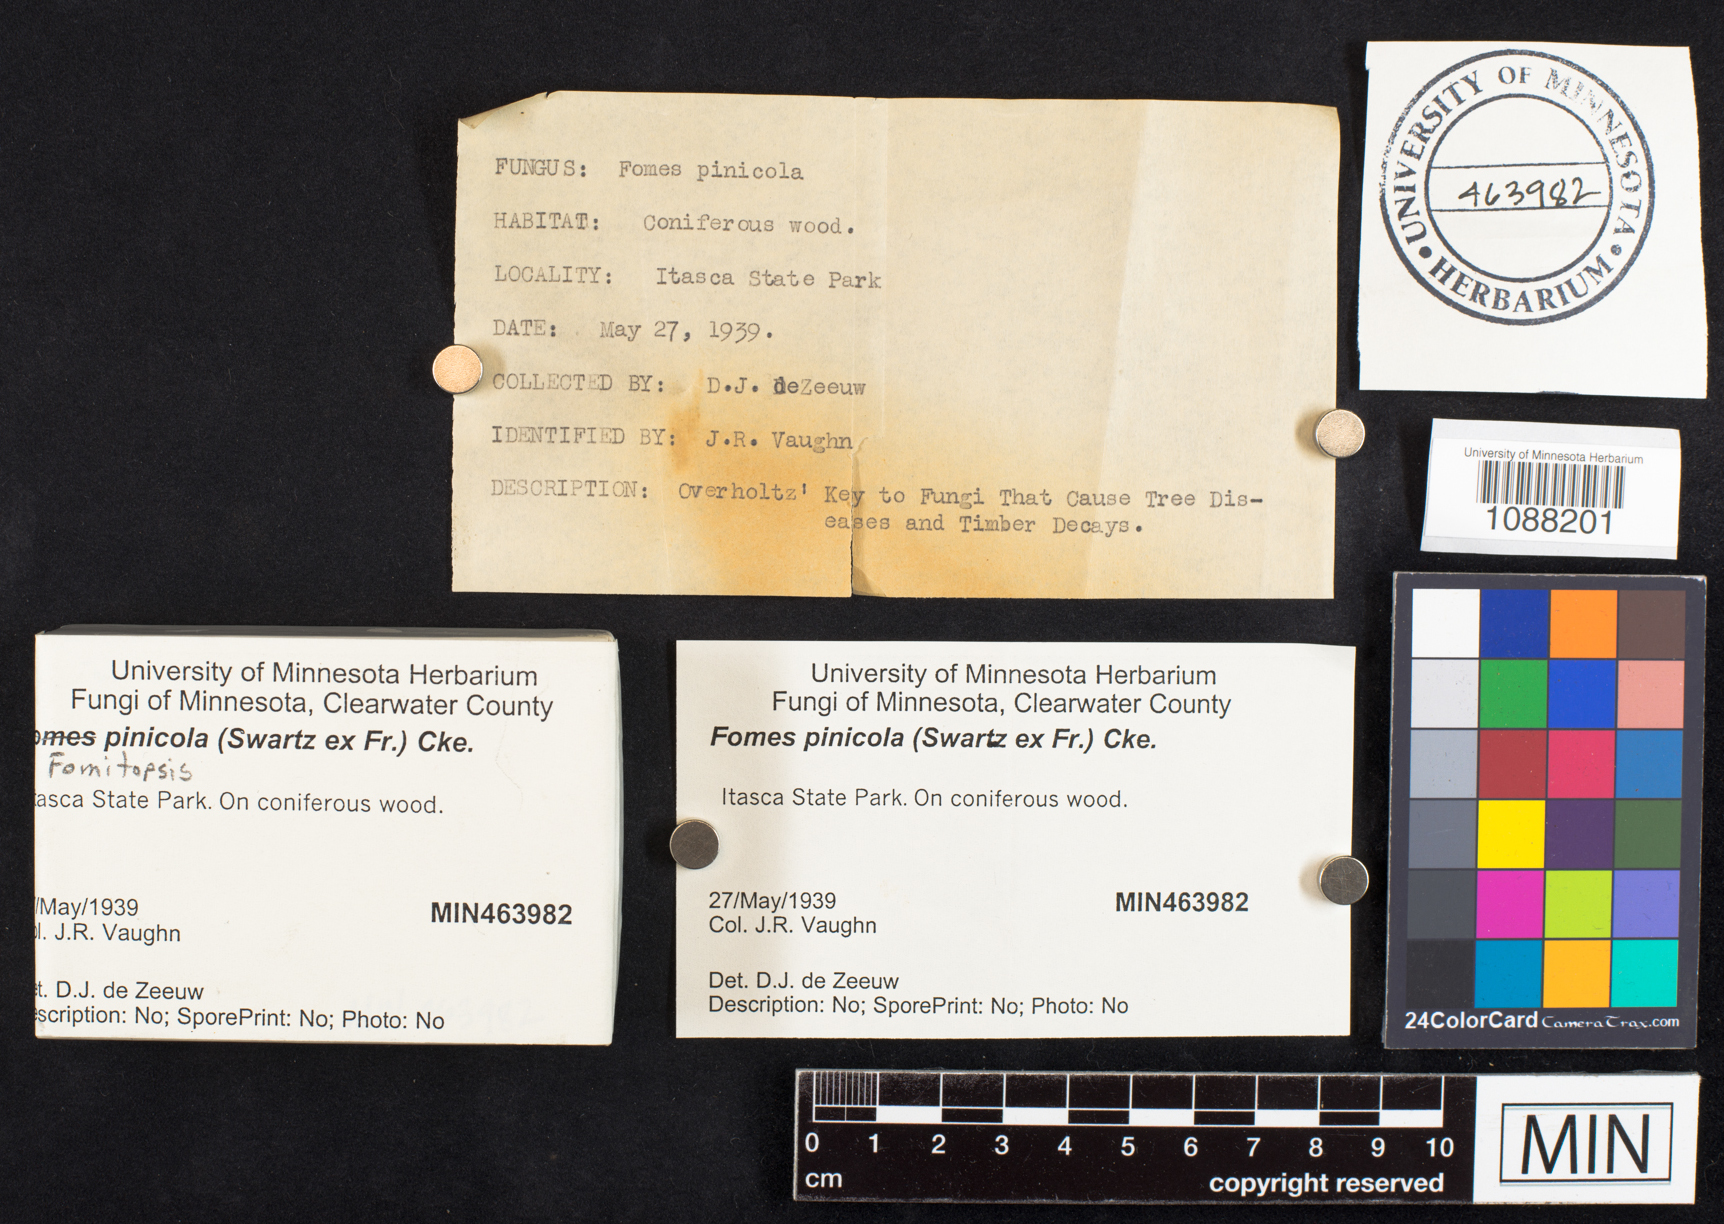 FUNGUS: Fomes pinicola
HABITAT: Coniferous wood.
LOCALITY: Itasca State Park
DATE: May 27, 1939.
COLLECTED BY: D.J. deZeeuw
IDENTIFIED BY: J.R. Vaughn
DESCRIPTION: Overholtz' Key to Fungi That Cause Tree Dis-
eases and Timber Decays.
UNIVERSITY OF MINNESOTA
463982
HERBARIUM
University of Minnesota Herbarium
1088201
University of Minnesota Herbarium
Fungi of Minnesota, Clearwater County
omes pinicola (Swartz ex Fr.) Cke.
Fomitopsis
tasca State Park. On coniferous wood.
/May/1939
MIN463982
ol. J.R. Vaughn
et. D.J. de Zeeuw
escription: No; SporePrint: No; Photo: No
University of Minnesota Herbarium
Fungi of Minnesota, Clearwater County
Fomes pinicola (Swartz ex Fr.) Cke.
Itasca State Park. On coniferous wood.
27/May/1939
MIN463982
Col. J.R. Vaughn
Det. D.J. de Zeeuw
Description: No; SporePrint: No; Photo: No
24ColorCard CameraTrax.com
0 1 2 3 4 5 6 7 8 9 10
cm
copyright reserved
MIN